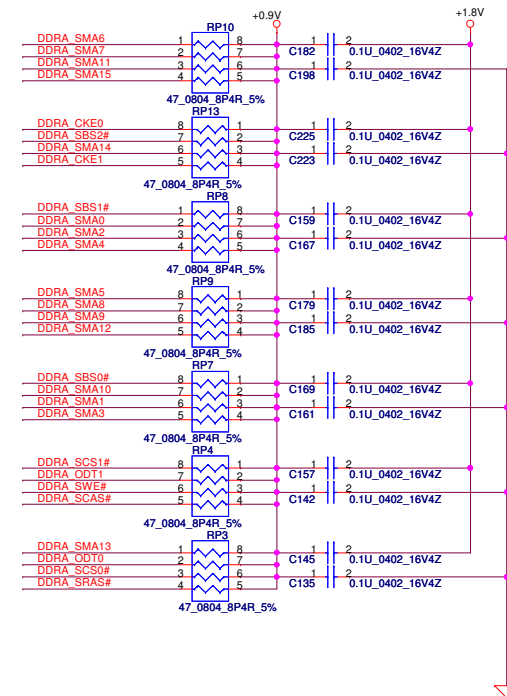 +0.9V +1.8V
RP10
DDRA_SMA6 1 8 1 2
DDRA_SMA7 2 7 C182 0.1U_0402_16V4Z
DDRA_SMA11 3 6 1 2
DDRA_SMA15 4 5 C198 0.1U_0402_16V4Z
47_0804_8P4R_5%
RP13
DDRA_CKE0 8 1 1 2
DDRA_SBS2# 7 2 C225 0.1U_0402_16V4Z
DDRA_SMA14 6 3 1 2
DDRA_CKE1 5 4 C223 0.1U_0402_16V4Z
47_0804_8P4R_5%
RP8
DDRA_SBS1# 1 8 1 2
DDRA_SMA0 2 7 C159 0.1U_0402_16V4Z
DDRA_SMA2 3 6 1 2
DDRA_SMA4 4 5 C167 0.1U_0402_16V4Z
47_0804_8P4R_5%
RP9
DDRA_SMA5 8 1 1 2
DDRA_SMA8 7 2 C179 0.1U_0402_16V4Z
DDRA_SMA9 6 3 1 2
DDRA_SMA12 5 4 C185 0.1U_0402_16V4Z
47_0804_8P4R_5%
RP7
DDRA_SBS0# 8 1 1 2
DDRA_SMA10 7 2 C169 0.1U_0402_16V4Z
DDRA_SMA1 6 3 1 2
DDRA_SMA3 5 4 C161 0.1U_0402_16V4Z
47_0804_8P4R_5%
RP4
DDRA_SCS1# 8 1 1 2
DDRA_ODT1 7 2 C157 0.1U_0402_16V4Z
DDRA_SWE# 6 3 1 2
DDRA_SCAS# 5 4 C142 0.1U_0402_16V4Z
47_0804_8P4R_5%
RP3
DDRA_SMA13 1 8 1 2
DDRA_ODT0 2 7 C145 0.1U_0402_16V4Z
DDRA_SCS0# 3 6 1 2
DDRA_SRAS# 4 5 C135 0.1U_0402_16V4Z
47_0804_8P4R_5%